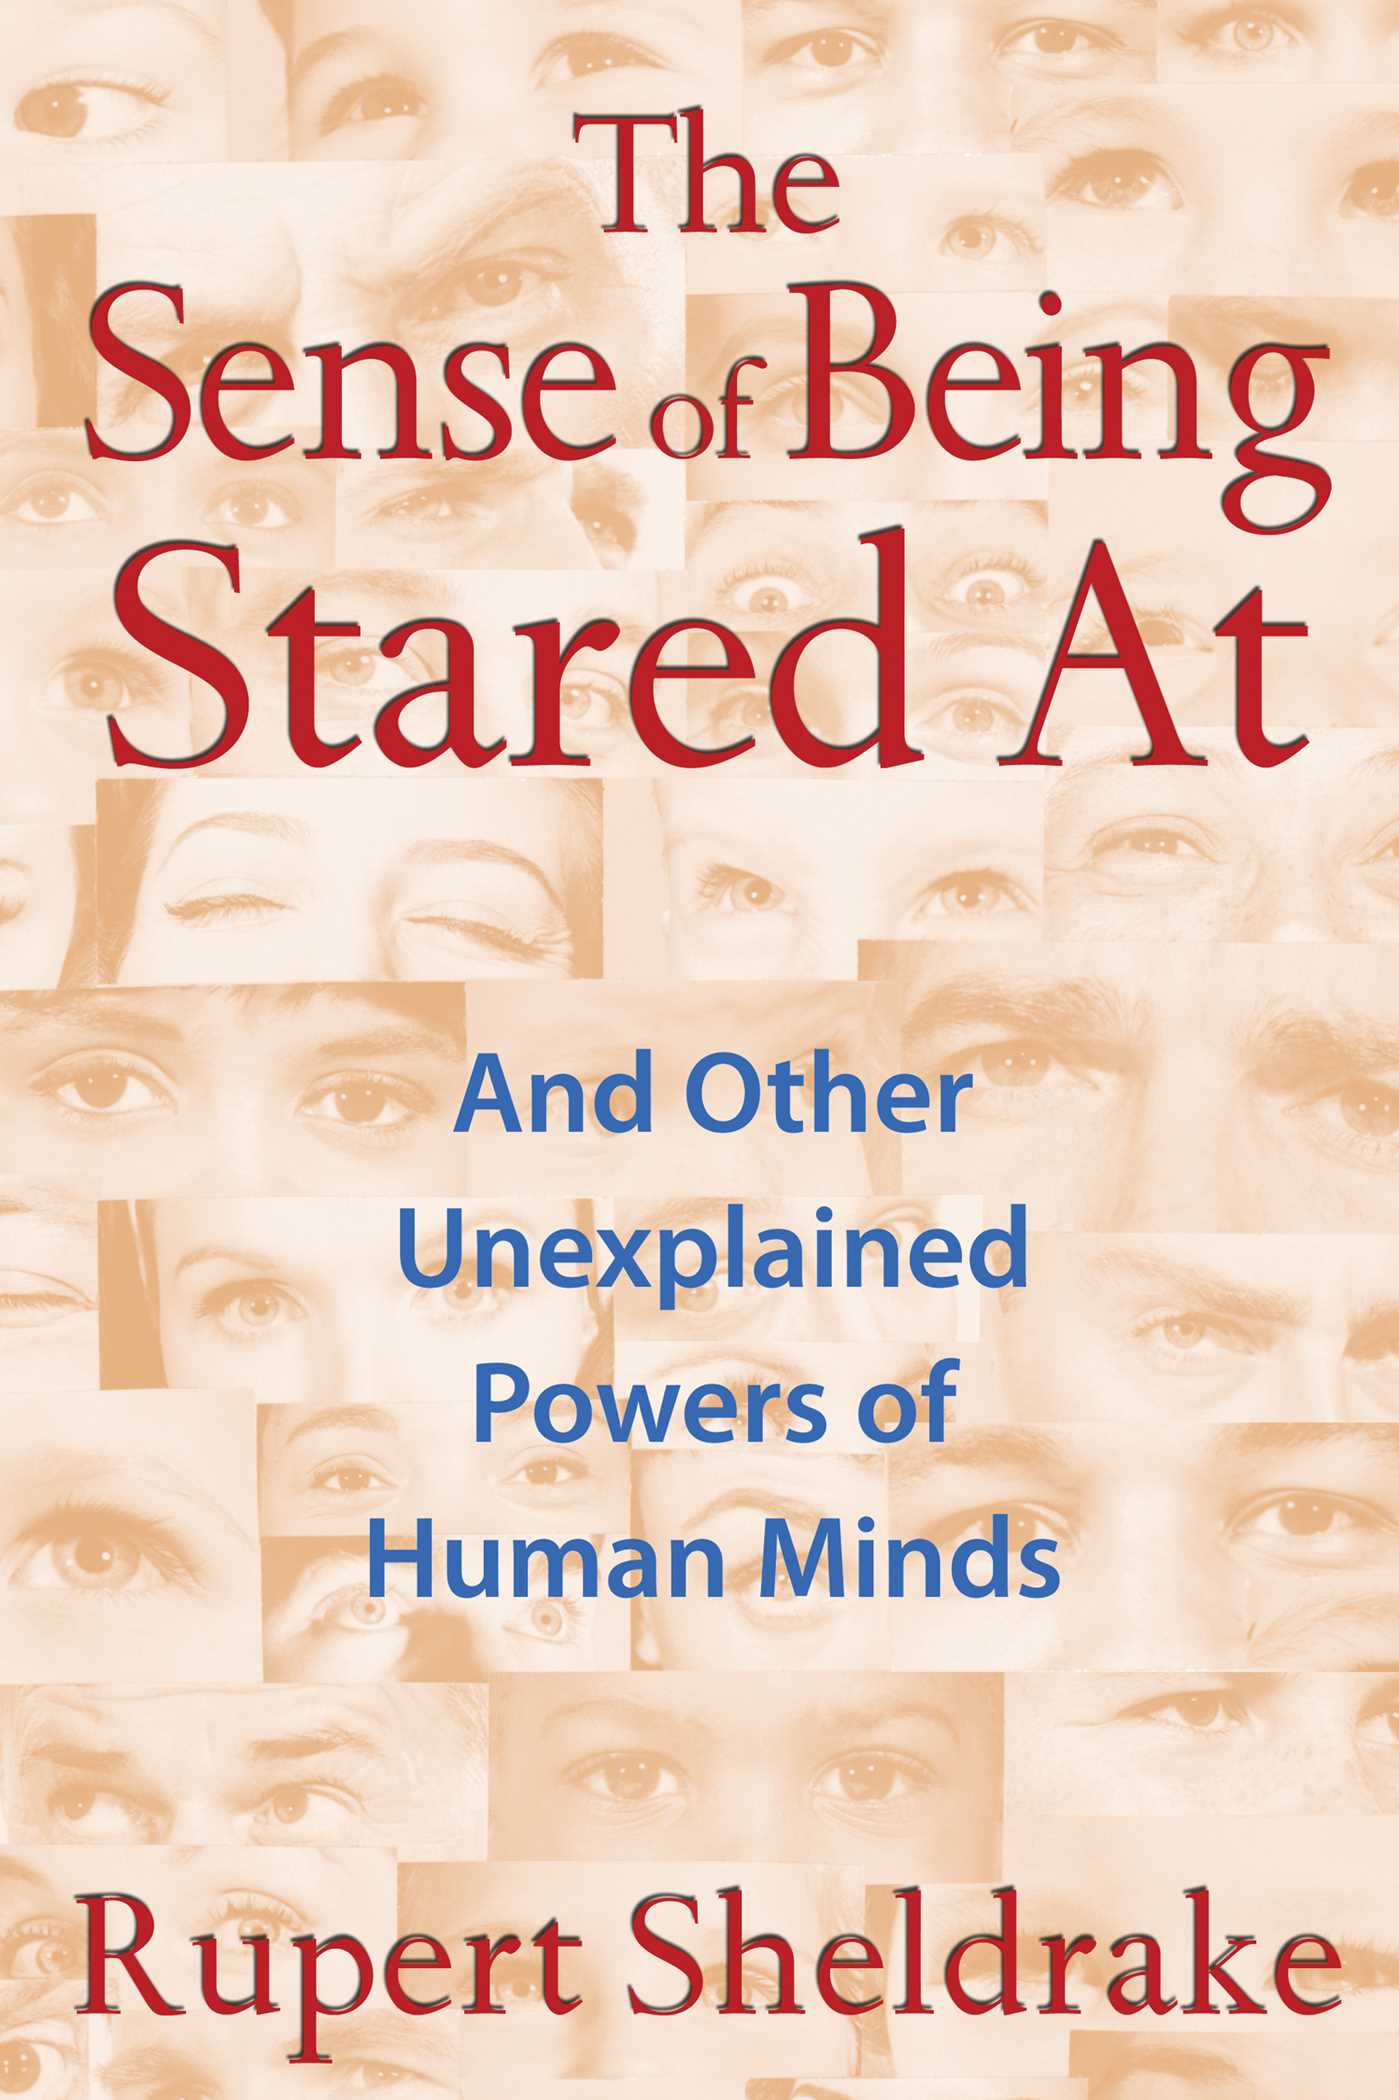 The
Sense of Being
Stared At
And Other
Unexplained
Powers of
Human Minds
Rupert Sheldrake